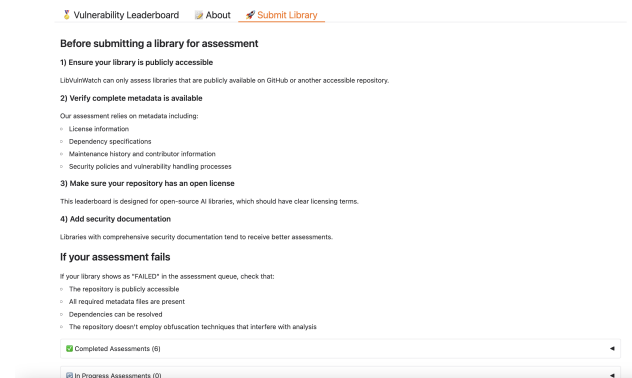 🏅 Vulnerability Leaderboard 📝 About 🚀 Submit Library
Before submitting a library for assessment
1) Ensure your library is publicly accessible
LibVulnWatch can only assess libraries that are publicly available on GitHub or another accessible repository.
2) Verify complete metadata is available
Our assessment relies on metadata including:
◦ License information
◦ Dependency specifications
◦ Maintenance history and contributor information
◦ Security policies and vulnerability handling processes
3) Make sure your repository has an open license
This leaderboard is designed for open-source AI libraries, which should have clear licensing terms.
4) Add security documentation
Libraries with comprehensive security documentation tend to receive better assessments.
If your assessment fails
If your library shows as "FAILED" in the assessment queue, check that:
◦ The repository is publicly accessible
◦ All required metadata files are present
◦ Dependencies can be resolved
◦ The repository doesn't employ obfuscation techniques that interfere with analysis
✅ Completed Assessments (6) ◀
🔄 In Progress Assessments (0) ◀